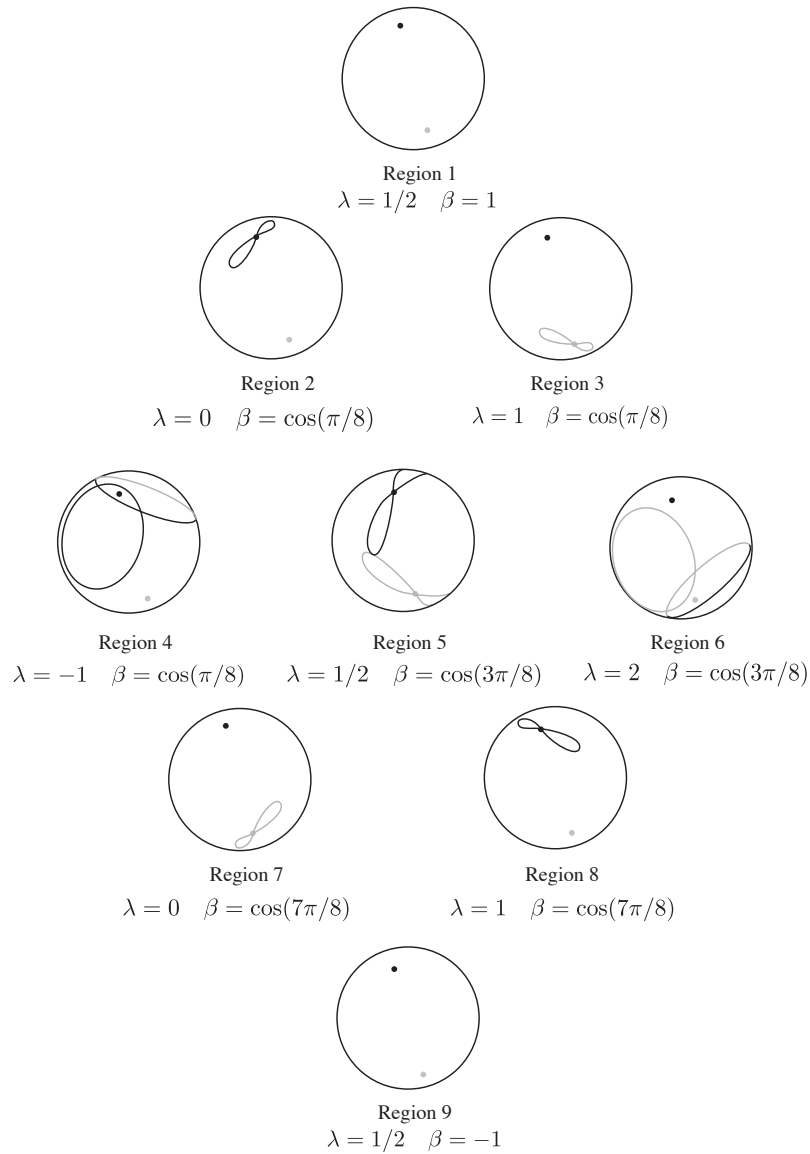 Region 1
λ = 1/2 β = 1
Region 2
λ = 0 β = cos(π/8)
Region 3
λ = 1 β = cos(π/8)
Region 4
λ = −1 β = cos(π/8)
Region 5
λ = 1/2 β = cos(3π/8)
Region 6
λ = 2 β = cos(3π/8)
Region 7
λ = 0 β = cos(7π/8)
Region 8
λ = 1 β = cos(7π/8)
Region 9
λ = 1/2 β = −1